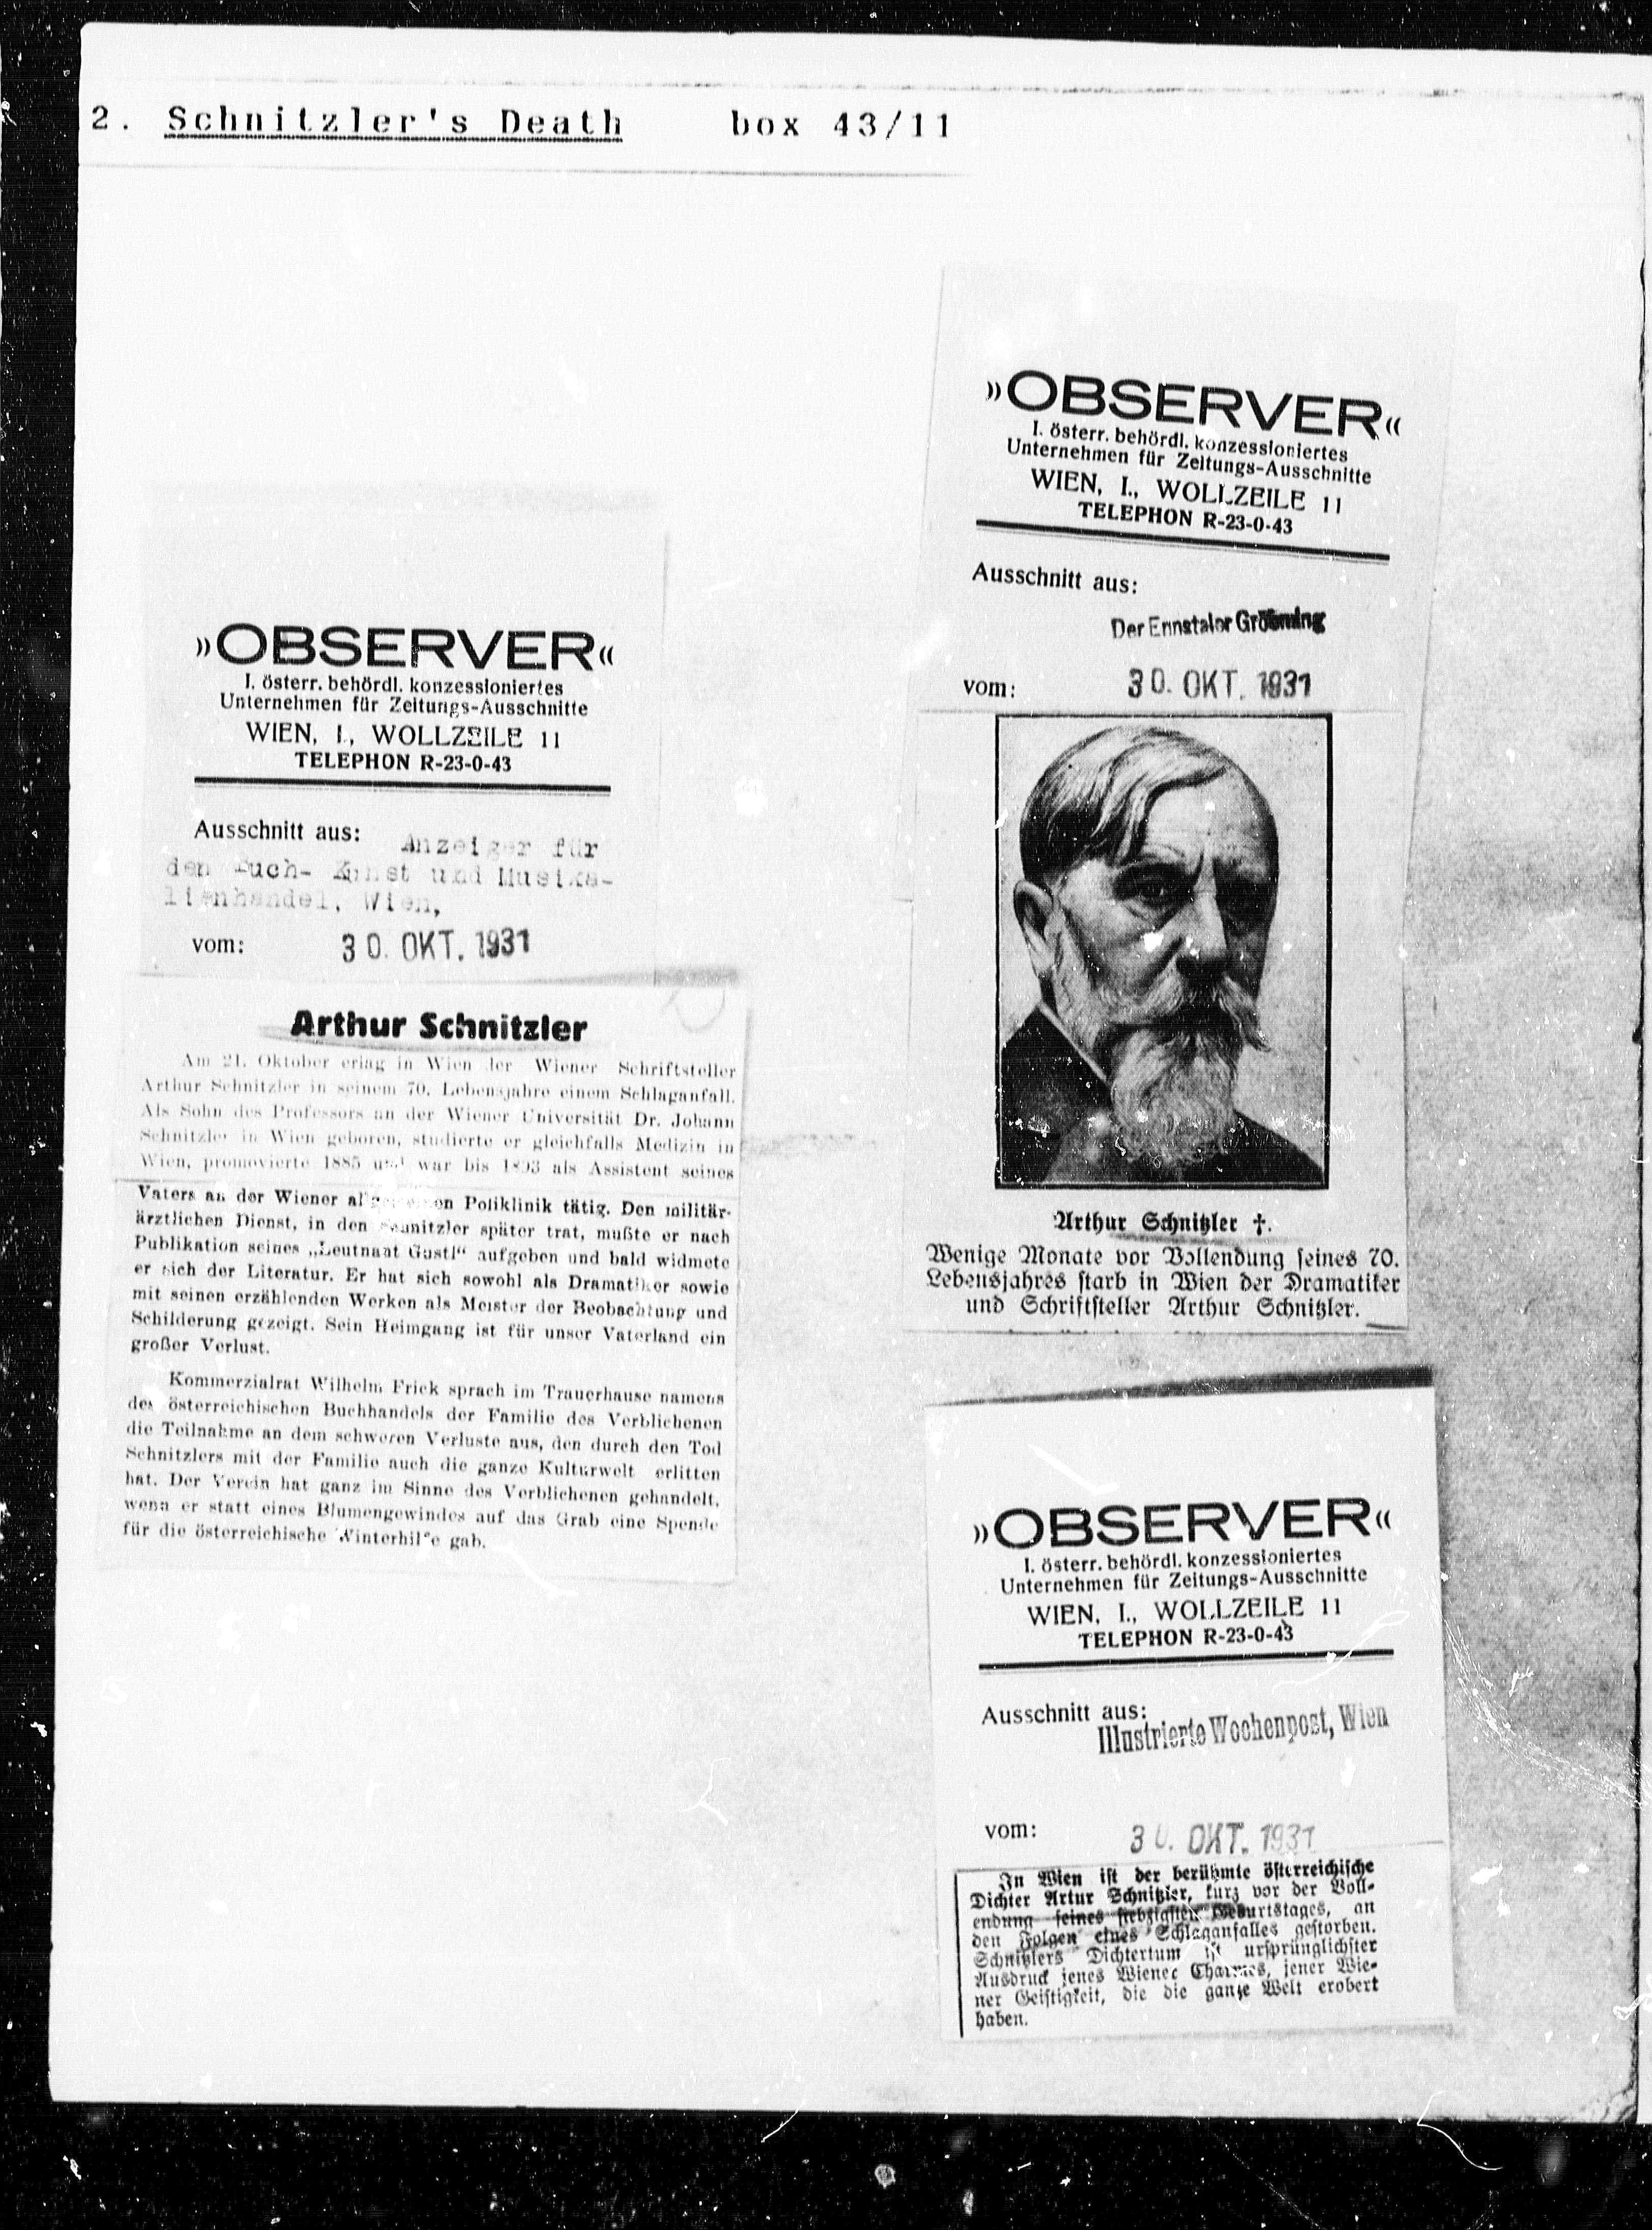 2. Schnitzler's Death box 43/11
»OBSERVER«
I. österr. behördl. konzessioniertes
Unternehmen für Zeitungs-Ausschnitte
WIEN, I., WOLLZEILE 11
TELEPHON R-23-0-43
Ausschnitt aus: Anzeiger für
den Buch- Kunst und Musika-
lienhandel, Wien,
vom: 30. OKT. 1931
Arthur Schnitzler
Am 21. Oktober erlag in Wien der Wiener Schriftsteller
Arthur Schnitzler in seinem 70. Lebensjahre einem Schlaganfall.
Als Sohn des Professors an der Wiener Universität Dr. Johann
Schnitzler in Wien geboren, studierte er gleichfalls Medizin in
Wien, promovierte 1885 und war bis 1893 als Assistent seines
Vaters an der Wiener allgemeinen Poliklinik tätig. Den militär-
ärztlichen Dienst, in den Schnitzler später trat, mußte er nach
Publikation seines „Leutnant Gustl“ aufgeben und bald widmete
er sich der Literatur. Er hat sich sowohl als Dramatiker sowie
mit seinen erzählenden Werken als Meister der Beobachtung und
Schilderung gezeigt. Sein Heimgang ist für unser Vaterland ein
großer Verlust.
Kommerzialrat Wilhelm Frick sprach im Trauerhause namens
des österreichischen Buchhandels der Familie des Verblichenen
die Teilnahme an dem schweren Verluste aus, den durch den Tod
Schnitzlers mit der Familie auch die ganze Kulturwelt erlitten
hat. Der Verein hat ganz im Sinne des Verblichenen gehandelt,
wenn er statt eines Blumengewindes auf das Grab eine Spende
für die österreichische Winterhilfe gab.
»OBSERVER«
I. österr. behördl. konzessioniertes
Unternehmen für Zeitungs-Ausschnitte
WIEN, I., WOLLZEILE 11
TELEPHON R-23-0-43
Ausschnitt aus:
Der Ennstaler
vom: 30. OKT. 1931
Arthur Schnitzler †.
Wenige Monate vor Vollendung seines 70.
Lebensjahres starb in Wien der Dramatiker
und Schriftsteller Arthur Schnitzler.
»OBSERVER«
I. österr. behördl. konzessioniertes
Unternehmen für Zeitungs-Ausschnitte
WIEN, I., WOLLZEILE 11
TELEPHON R-23-0-43
Ausschnitt aus:
Illustrierte Wochenpost, Wien
vom: 30. OKT. 1931
In Wien ist der berühmte österreichische
Dichter Artur Schnitzler, kurz vor der Voll-
endung seines siebzigsten Geburtstages, an
den Folgen eines Schlaganfalles gestorben.
Schnitzlers Dichtertum ist ursprünglichster
Ausdruck jenes Wiener Charmes, jener Wie-
ner Geistigkeit, die die ganze Welt erobert
haben.